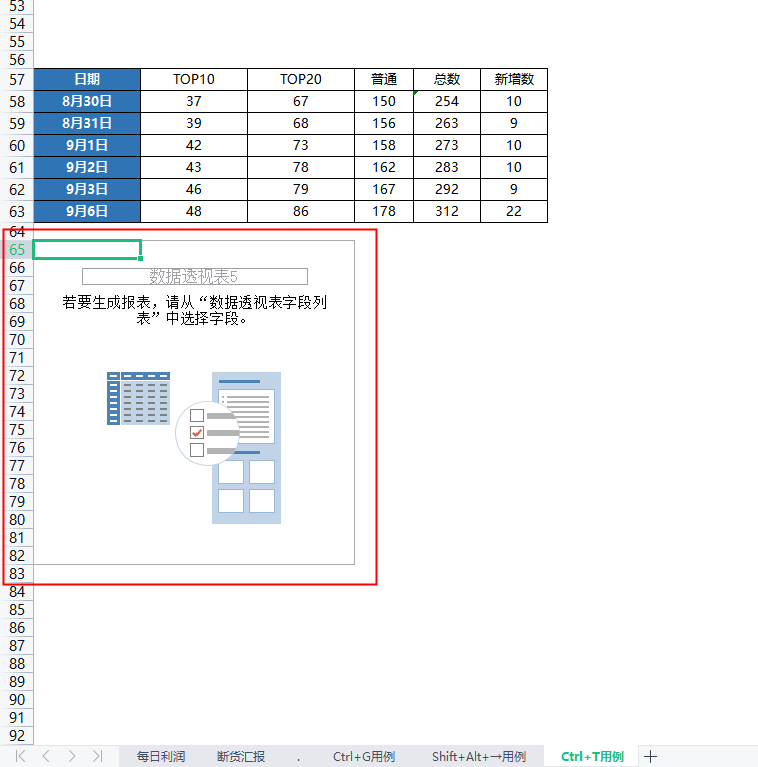 53
54
55
56
57 日期 TOP10 TOP20 普通 总数 新增数
58 8月30日 37 67 150 254 10
59 8月31日 39 68 156 263 9
60 9月1日 42 73 158 273 10
61 9月2日 43 78 162 283 10
62 9月3日 46 79 167 292 9
63 9月6日 48 86 178 312 22
64
65
66 数据透视表5
67
68 若要生成报表，请从“数据透视表字段列
69 表”中选择字段。
70
71
72
73
74
75
76
77
78
79
80
81
82
83
84
85
86
87
88
89
90
91
92
每日利润 断货汇报 . Ctrl+G用例 Shift+Alt+→用例 Ctrl+T用例